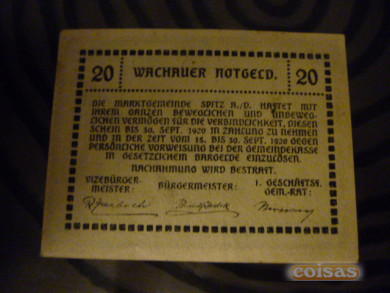 20 WACHAUER NOTGELD. 20
DIE MARKTGEMEINDE SPITZ A./D. HAFTET MIT
IHREM GANZEN BEWEGLICHEN UND UNBEWEG-
LICHEN VERMÖGEN FÜR DIE VERBINDLICHKEIT, DIESEN
SCHEIN BIS 30. SEPT. 1920 IN ZAHLUNG ZU NEHMEN
UND IN DER ZEIT VOM 15. BIS 30. SEPT. 1920 GEGEN
PERSÖNLICHE VORWEISUNG BEI DER GEMEINDEKASSE
IN GESETZLICHEM BARGELDE EINZULÖSEN.
NACHAHMUNG WIRD BESTRAFT.
VIZEBÜRGER-
MEISTER:
BÜRGERMEISTER:
1. GESCHÄFTSF.
GEM.-RAT:
coisas